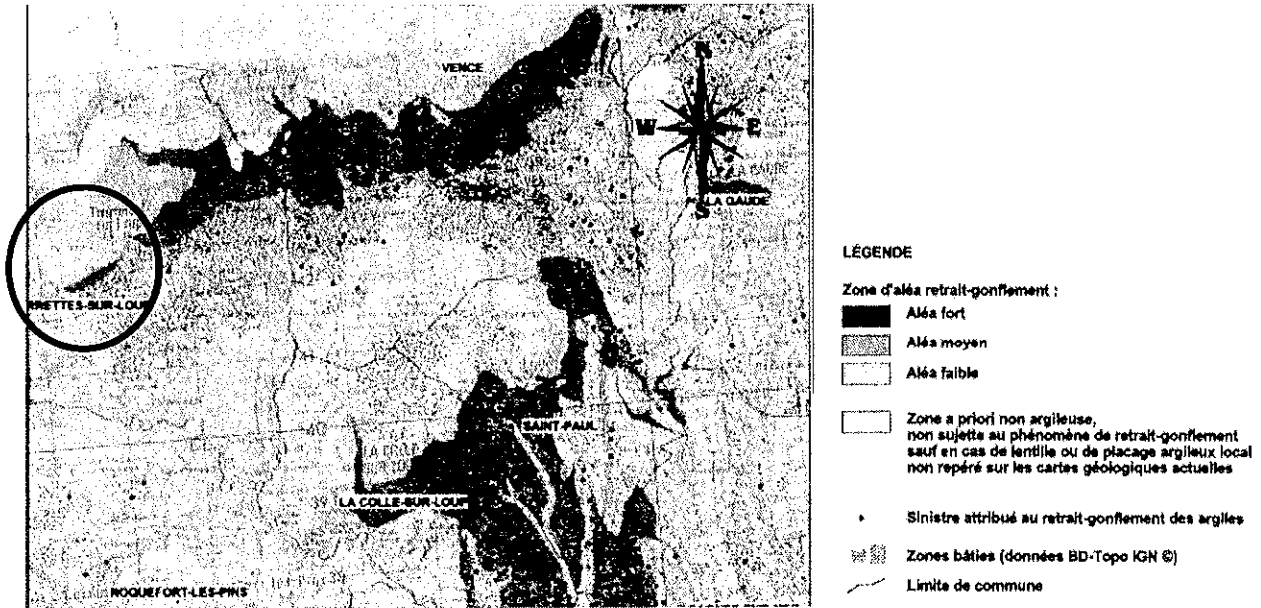 N
VENCE
W
E
LA GAUDE
S
RRETTES-SUR-LOUP
SAINT-PAUL
LA COLLE-SUR-LOUP
ROQUEFORT-LES-PINS
LÉGENDE
Zone d'aléa retrait-gonflement :
Aléa fort
Aléa moyen
Aléa faible
Zone a priori non argileuse,
non sujette au phénomène de retrait-gonflement
sauf en cas de lentille ou de placage argileux local
non repéré sur les cartes géologiques actuelles
Sinistre attribué au retrait-gonflement des argiles
Zones bâties (données BD-Topo IGN ©)
Limite de commune